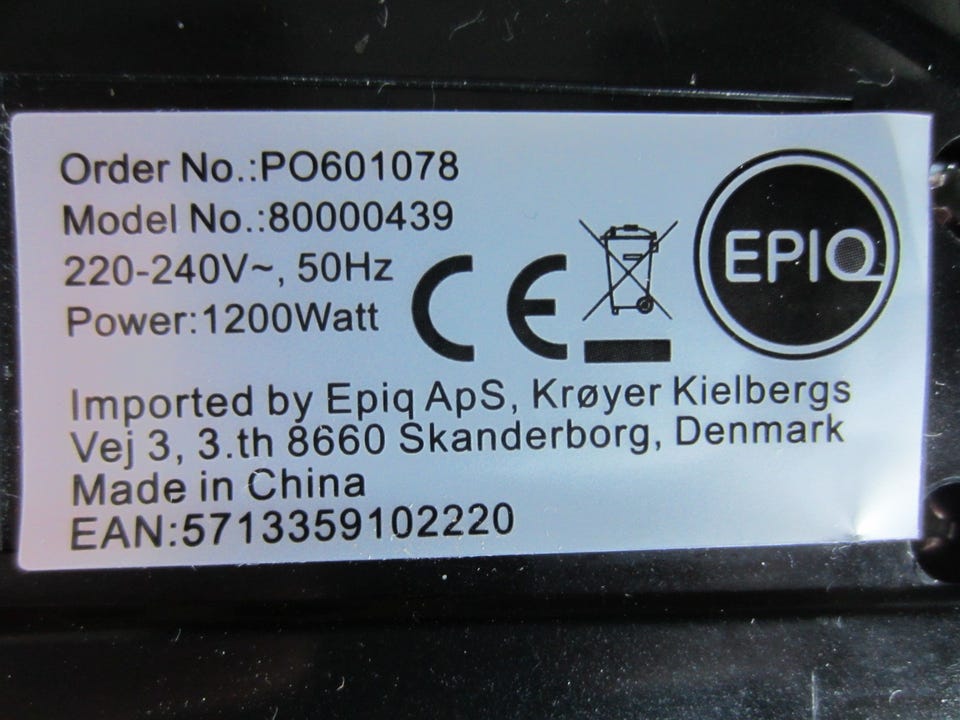 Order No.:PO601078
Model No.:80000439
220-240V~, 50Hz
Power:1200Watt
CE
EPIQ
Imported by Epiq ApS, Krøyer Kielbergs
Vej 3, 3.th 8660 Skanderborg, Denmark
Made in China
EAN:5713359102220